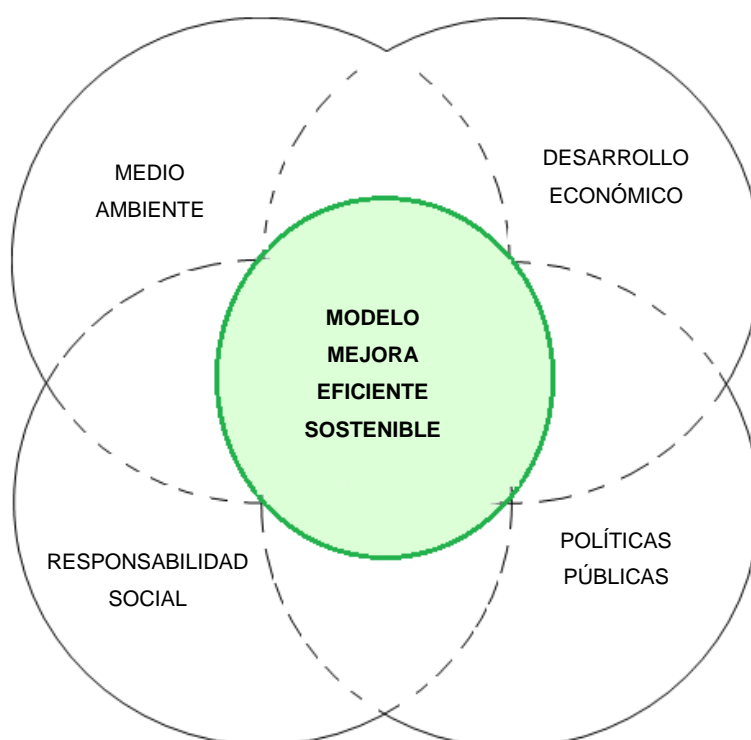 MEDIO
AMBIENTE
DESARROLLO
ECONÓMICO
MODELO
MEJORA
EFICIENTE
SOSTENIBLE
RESPONSABILIDAD
SOCIAL
POLÍTICAS
PÚBLICAS